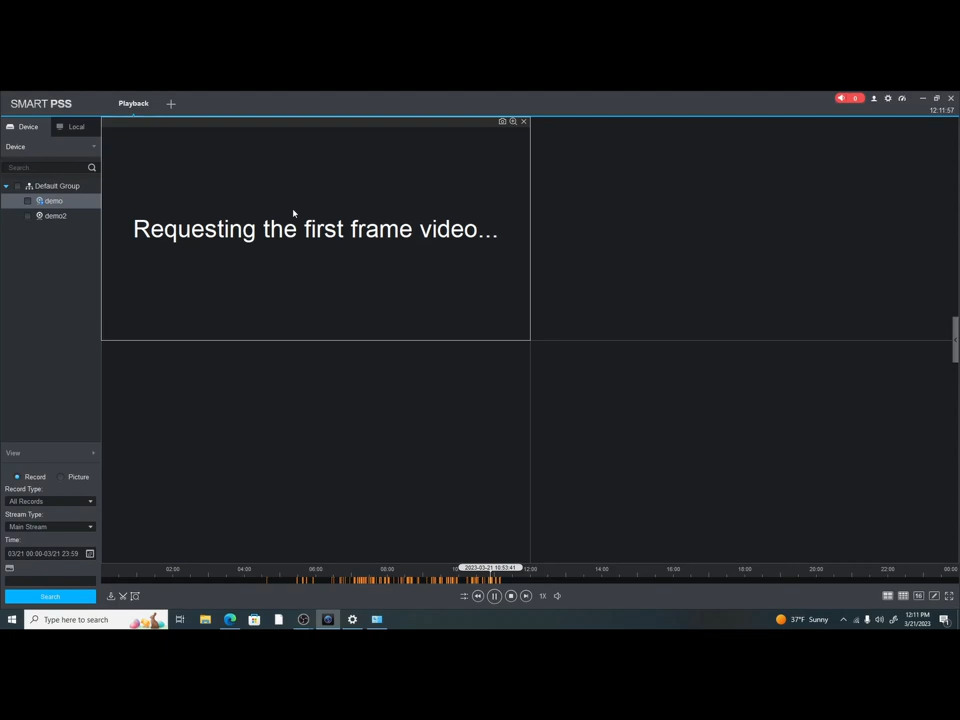 SMART PSS
Playback
0
12:11:57
Device
Local
Device
Search
Default Group
demo
demo2
Requesting the first frame video...
View
Record
Picture
Record Type:
All Records
Stream Type:
Main Stream
Time:
03/21 00:00-03/21 23:59
Search
2023-03-21 10:53:41
02:00 04:00 06:00 08:00 10 12:00 14:00 16:00 18:00 20:00 22:00 00:00
1X
Type here to search
37°F Sunny
12:11 PM
3/21/2023